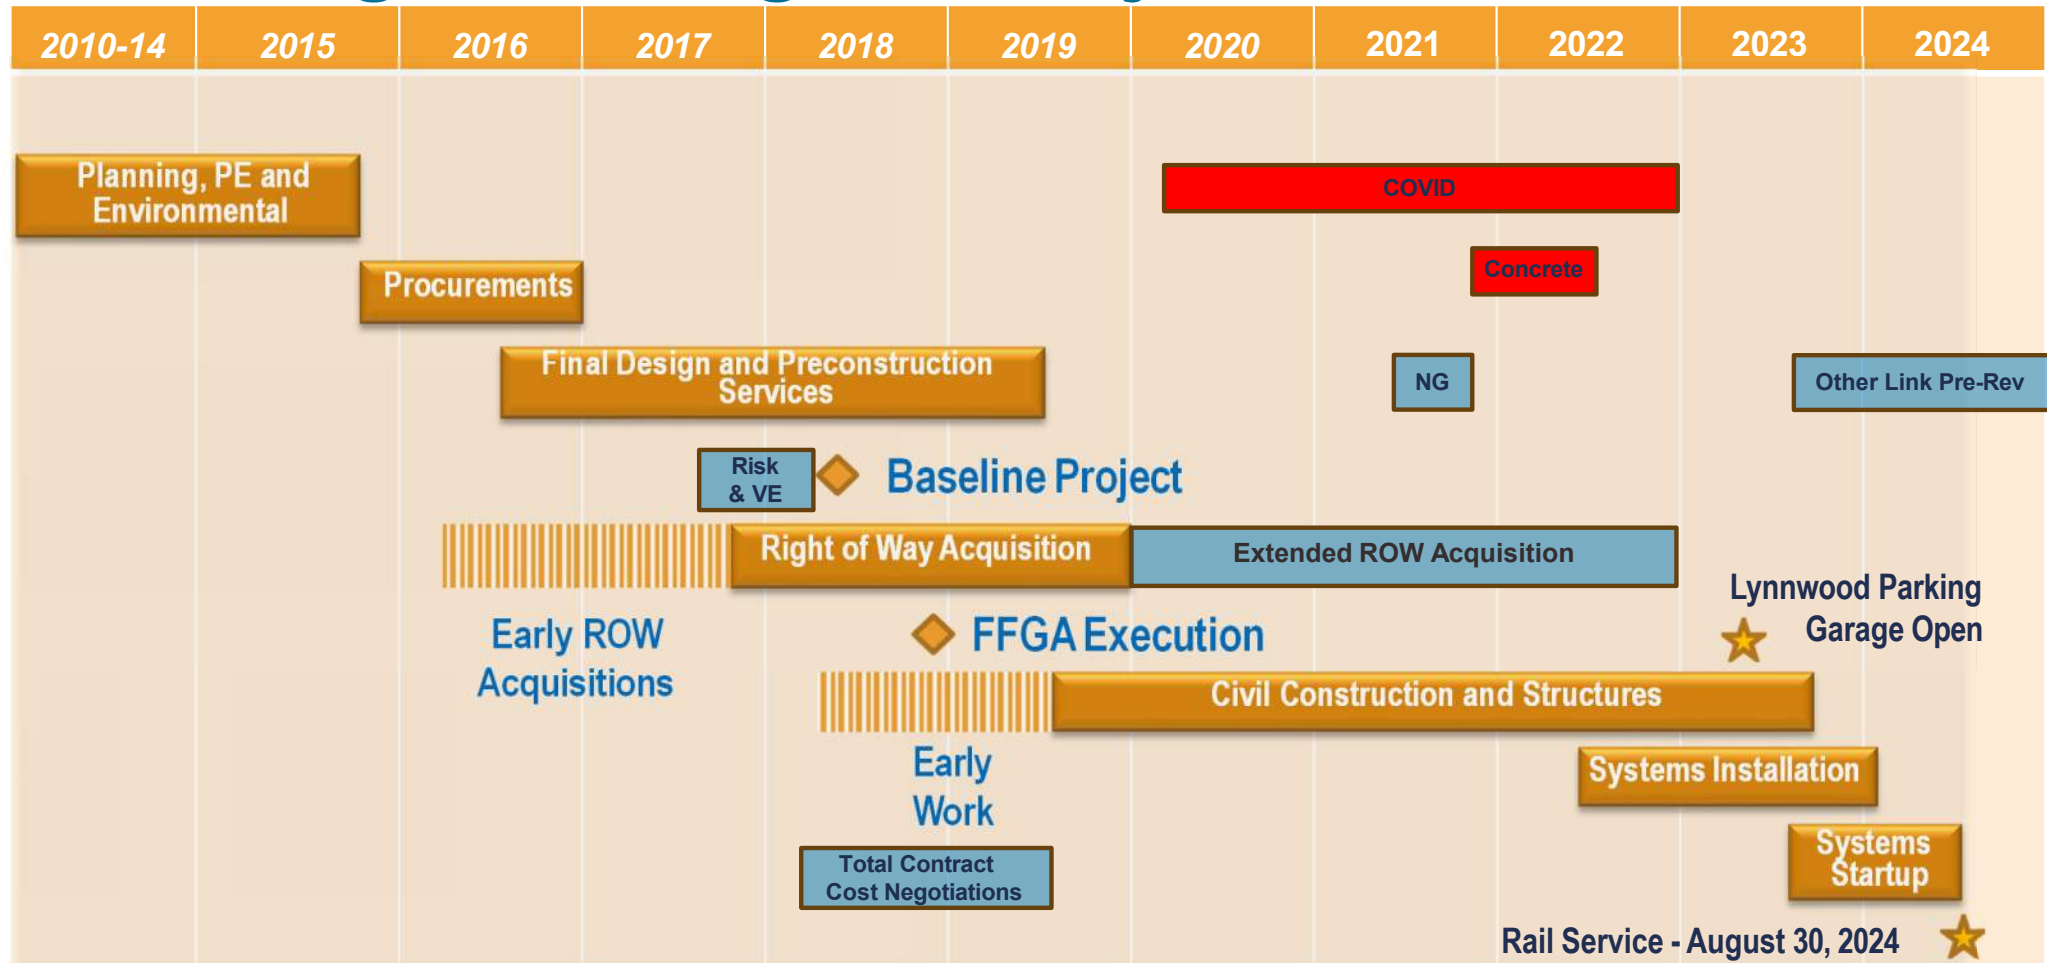 2010-14 2015 2016 2017 2018 2019 2020 2021 2022 2023 2024
Planning, PE and
Environmental
COVID
Concrete
Procurements
Final Design and Preconstruction
Services
NG
Other Link Pre-Rev
Risk
& VE
Baseline Project
Right of Way Acquisition
Extended ROW Acquisition
Early ROW
Acquisitions
FFGA Execution
Lynnwood Parking
Garage Open
Civil Construction and Structures
Early
Work
Systems Installation
Total Contract
Cost Negotiations
Systems
Startup
Rail Service - August 30, 2024